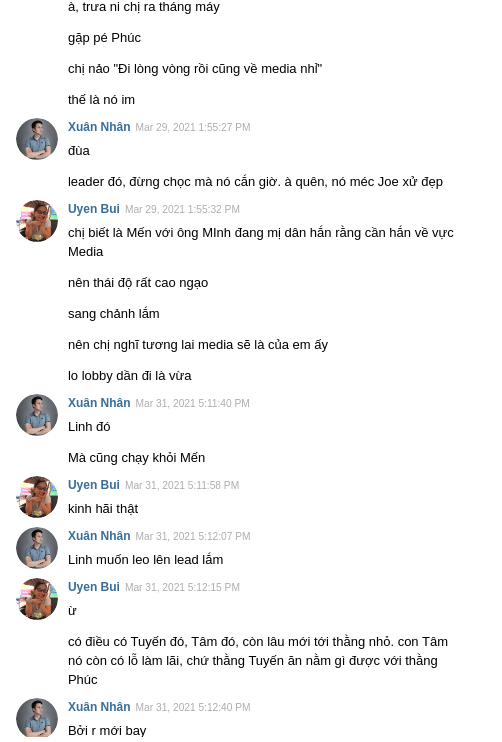 à, trưa ni chị ra tháng máy
gặp pé Phúc
chị nảo "Đi lòng vòng rồi cũng về media nhỉ"
thế là nó im
Xuân Nhân Mar 29, 2021 1:55:27 PM
đùa
leader đó, đừng chọc mà nó cắn giờ. à quên, nó méc Joe xử đẹp
Uyen Bui Mar 29, 2021 1:55:32 PM
chị biết là Mến với ông MInh đang mị dân hắn rằng cần hắn về vực
Media
nên thái độ rất cao ngạo
sang chảnh lắm
nên chị nghĩ tương lai media sẽ là của em ấy
lo lobby dần đi là vừa
Xuân Nhân Mar 31, 2021 5:11:40 PM
Linh đó
Mà cũng chạy khỏi Mến
Uyen Bui Mar 31, 2021 5:11:58 PM
kinh hãi thật
Xuân Nhân Mar 31, 2021 5:12:07 PM
Linh muốn leo lên lead lắm
Uyen Bui Mar 31, 2021 5:12:15 PM
ừ
có điều có Tuyến đó, Tâm đó, còn lâu mới tới thằng nhỏ. con Tâm
nó còn có lỗ làm lãi, chứ thằng Tuyến ăn nằm gì được với thằng
Phúc
Xuân Nhân Mar 31, 2021 5:12:40 PM
Bởi r mới bay